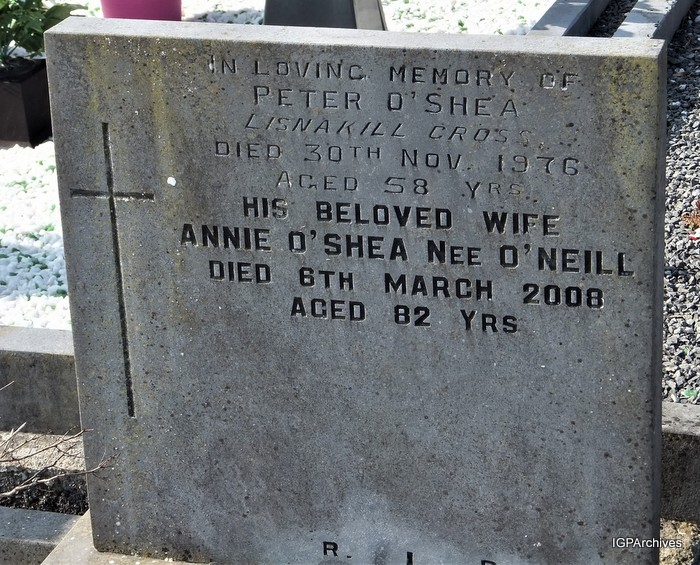 IN LOVING MEMORY OF
PETER O'SHEA
LISNAKILL CROSS,
DIED 30TH NOV. 1976
AGED 58 YRS.
HIS BELOVED WIFE
ANNIE O'SHEA NEE O'NEILL
DIED 6TH MARCH 2008
AGED 82 YRS
R. I. P
IGPArchives